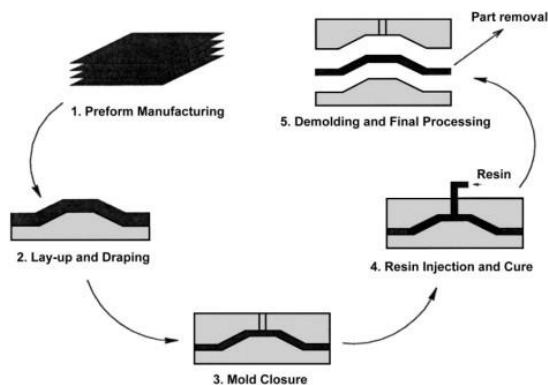 Part removal
1. Preform Manufacturing
5. Demolding and Final Processing
Resin
2. Lay-up and Draping
4. Resin Injection and Cure
3. Mold Closure